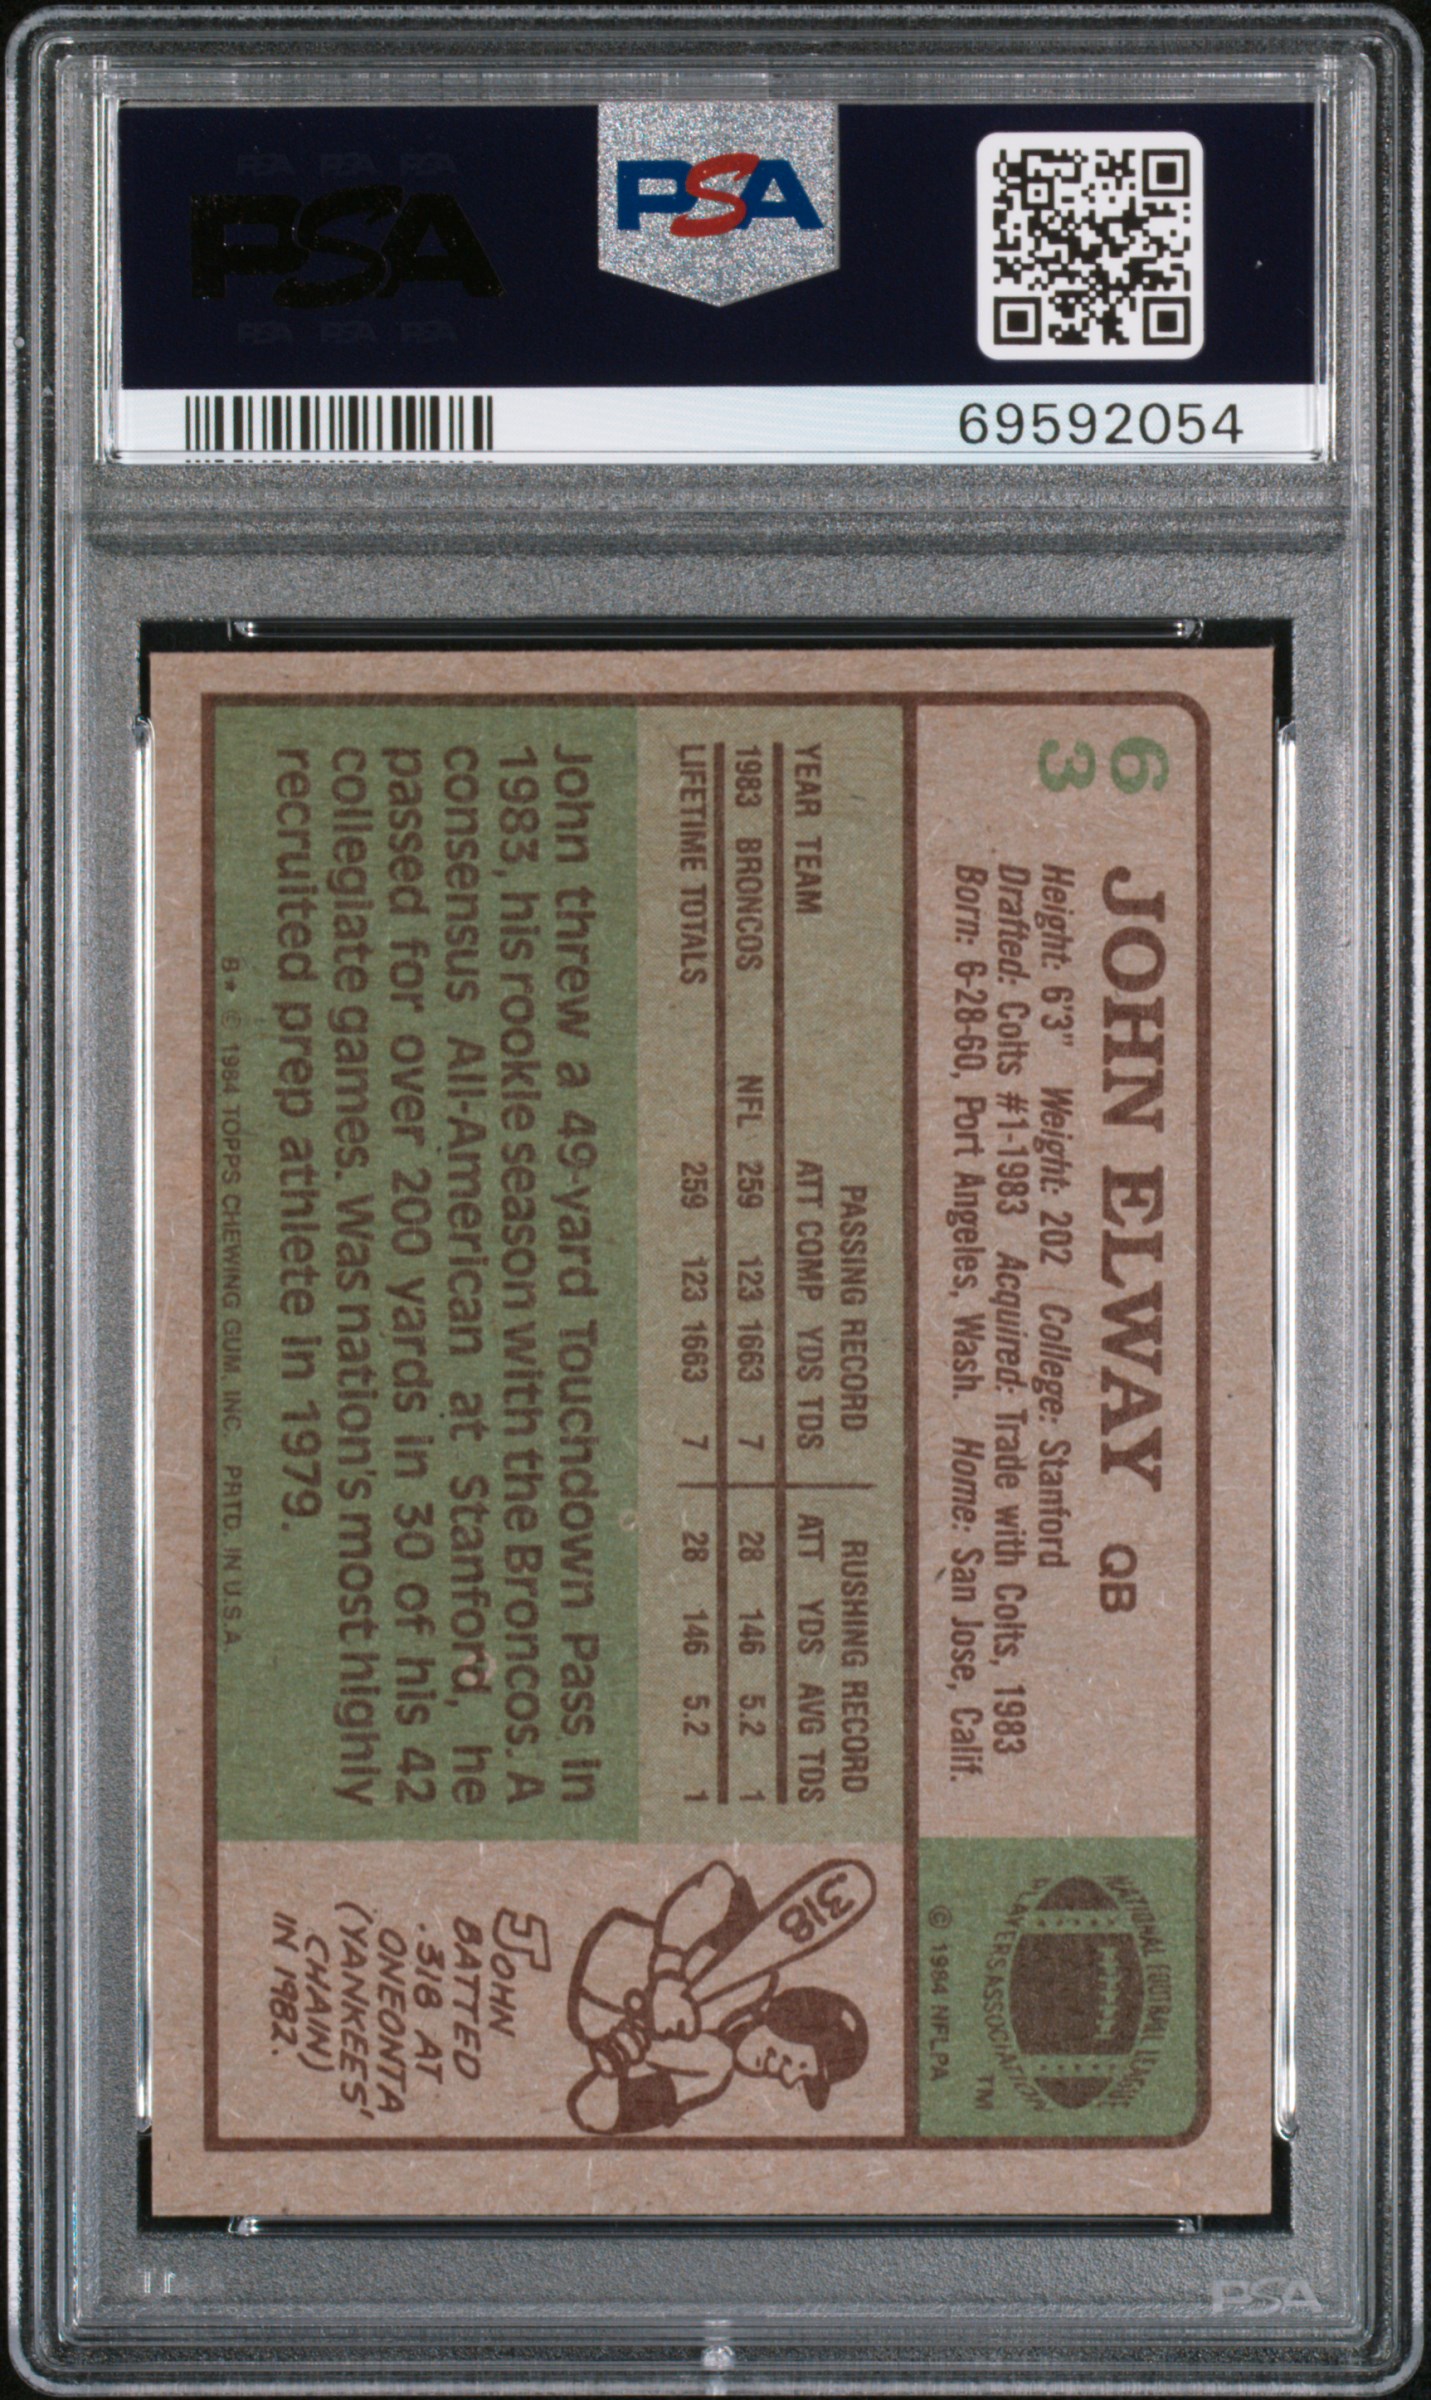 PSA PSA PSA
PSA
PSA PSA PSA
PSA
69592054
63
JOHN ELWAY QB
Height: 6'3" Weight: 202 College: Stanford
Drafted: Colts #1-1983 Acquired: Trade with Colts, 1983
Born: 6-28-60, Port Angeles, Wash. Home: San Jose, Calif.
NATIONAL FOOTBALL LEAGUE
PLAYERS ASSOCIATION
TM
© 1984 NFLPA
PASSING RECORD RUSHING RECORD
YEAR TEAM ATT COMP YDS TDS ATT YDS AVG TDS
1983 BRONCOS NFL 259 123 1663 7 28 146 5.2 1
LIFETIME TOTALS 259 123 1663 7 28 146 5.2 1
John threw a 49-yard Touchdown Pass in
1983, his rookie season with the Broncos. A
consensus All-American at Stanford, he
passed for over 200 yards in 30 of his 42
collegiate games. Was nation's most highly
recruited prep athlete in 1979.
B* © 1984 TOPPS CHEWING GUM, INC. PRTD. IN U.S.A.
318
JOHN
BATTED
.318 AT
ONEONTA
(YANKEES'
CHAIN)
IN 1982.
PSA